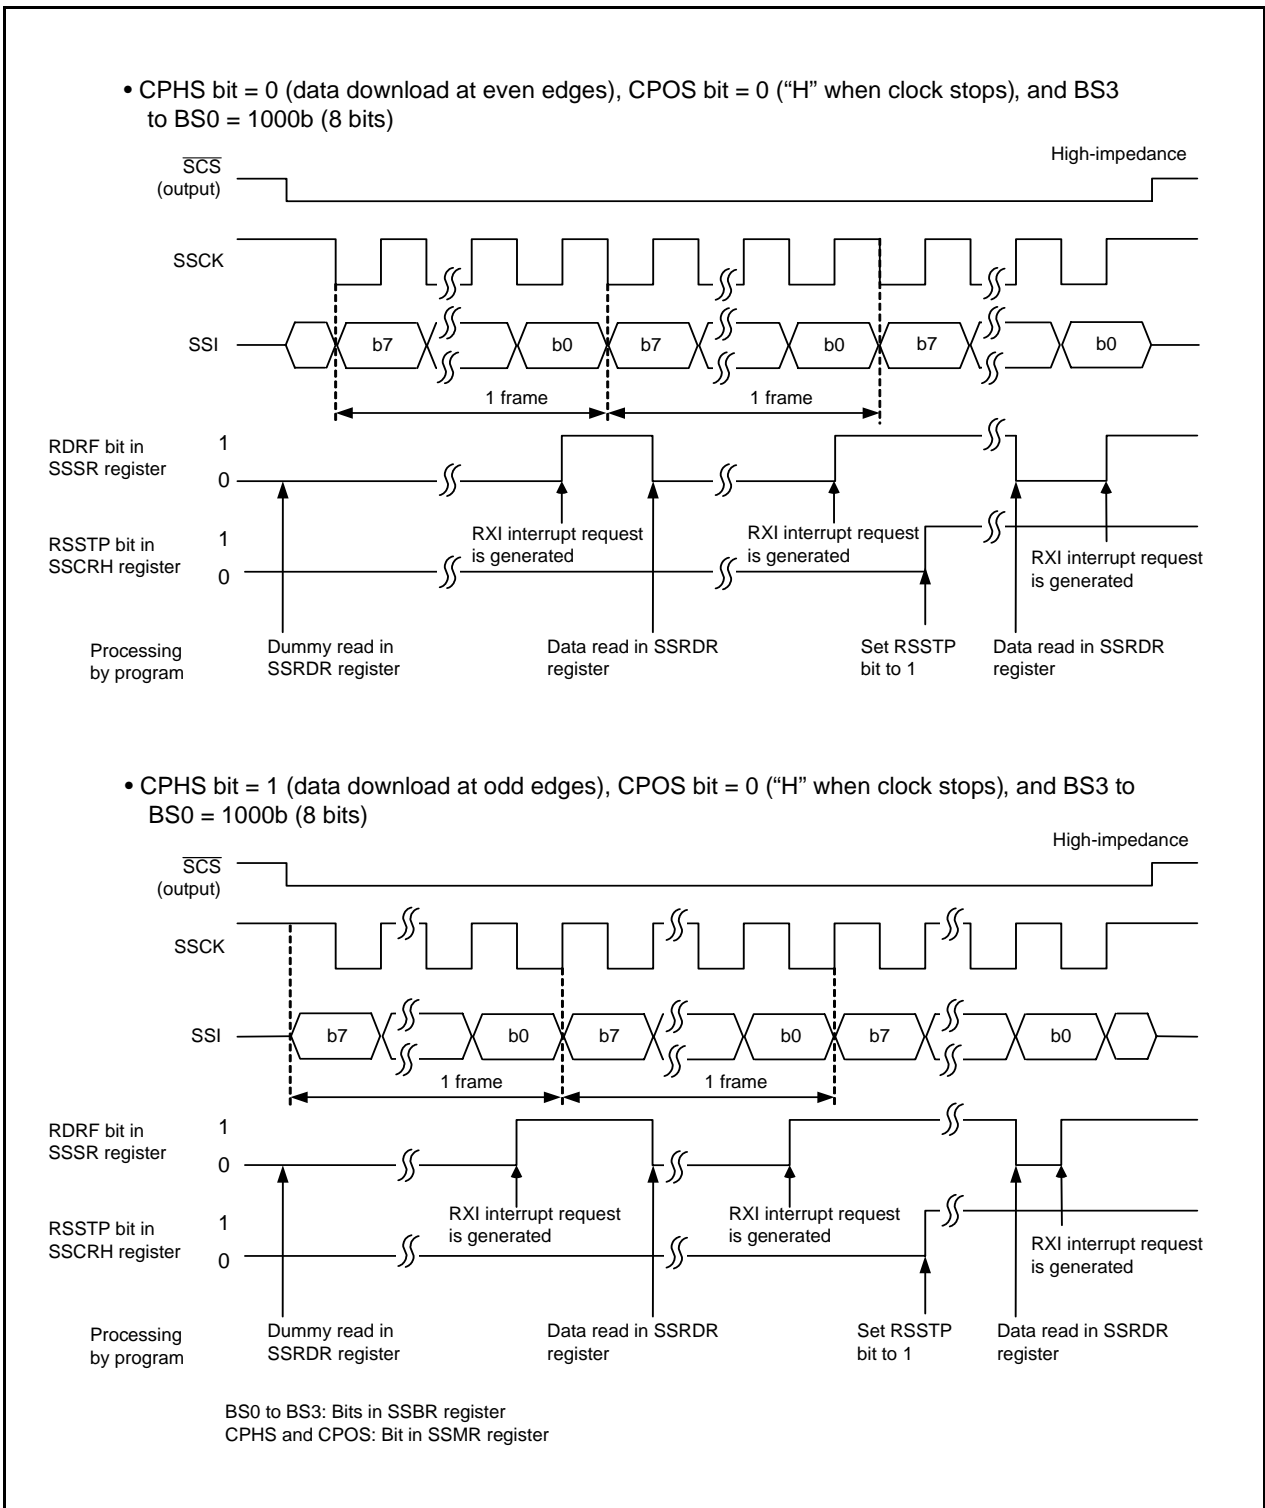 • CPHS bit = 0 (data download at even edges), CPOS bit = 0 (“H” when clock stops), and BS3
to BS0 = 1000b (8 bits)
High-impedance
SCS
(output)
SSCK
SSI
b7
b0
b7
b0
b7
b0
1 frame
1 frame
RDRF bit in
SSSR register
1
0
RXI interrupt request
is generated
RXI interrupt request
is generated
RXI interrupt request
is generated
RSSTP bit in
SSCRH register
1
0
Processing
by program
Dummy read in
SSRDR register
Data read in SSRDR
register
Set RSSTP
bit to 1
Data read in SSRDR
register
• CPHS bit = 1 (data download at odd edges), CPOS bit = 0 (“H” when clock stops), and BS3 to
BS0 = 1000b (8 bits)
High-impedance
SCS
(output)
SSCK
SSI
b7
b0
b7
b0
b7
b0
1 frame
1 frame
RDRF bit in
SSSR register
1
0
RXI interrupt request
is generated
RXI interrupt request
is generated
RXI interrupt request
is generated
RSSTP bit in
SSCRH register
1
0
Processing
by program
Dummy read in
SSRDR register
Data read in SSRDR
register
Set RSSTP
bit to 1
Data read in SSRDR
register
BS0 to BS3: Bits in SSBR register
CPHS and CPOS: Bit in SSMR register